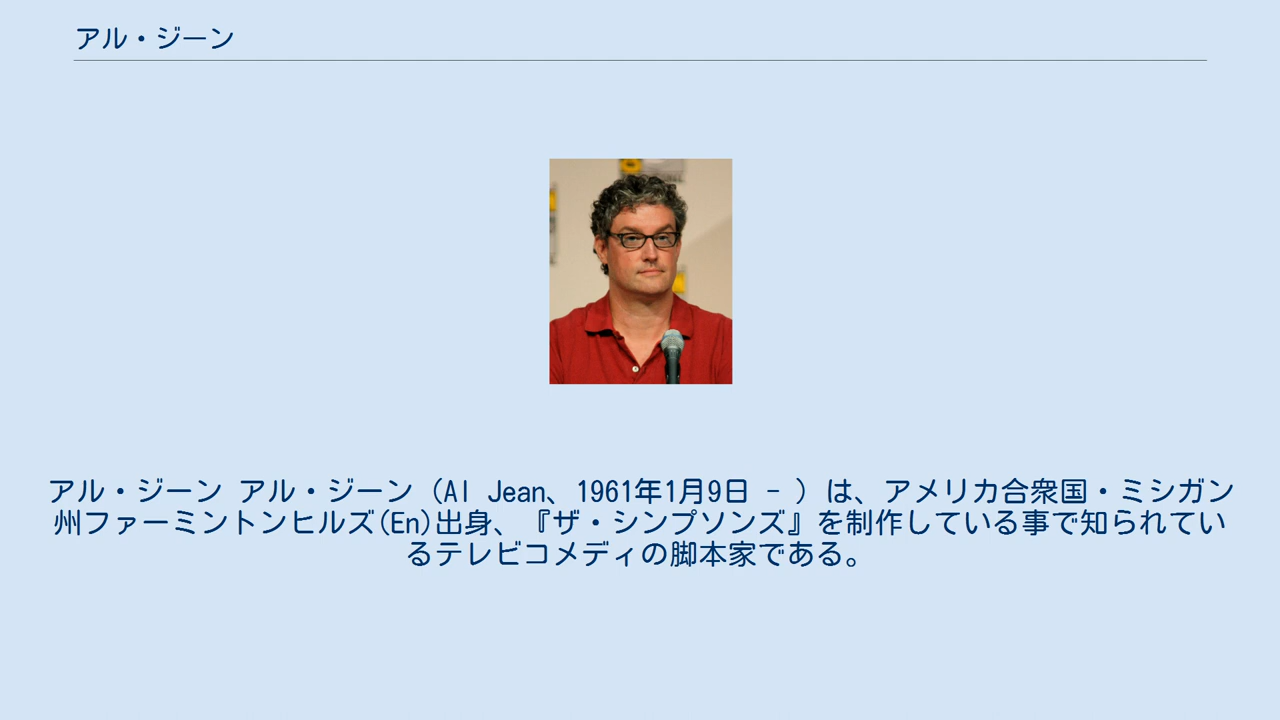 アル・ジーン
アル・ジーン アル・ジーン（Al Jean、1961年1月9日 - ）は、アメリカ合衆国・ミシガン
州ファーミントンヒルズ(En)出身、『ザ・シンプソンズ』を制作している事で知られてい
るテレビコメディの脚本家である。